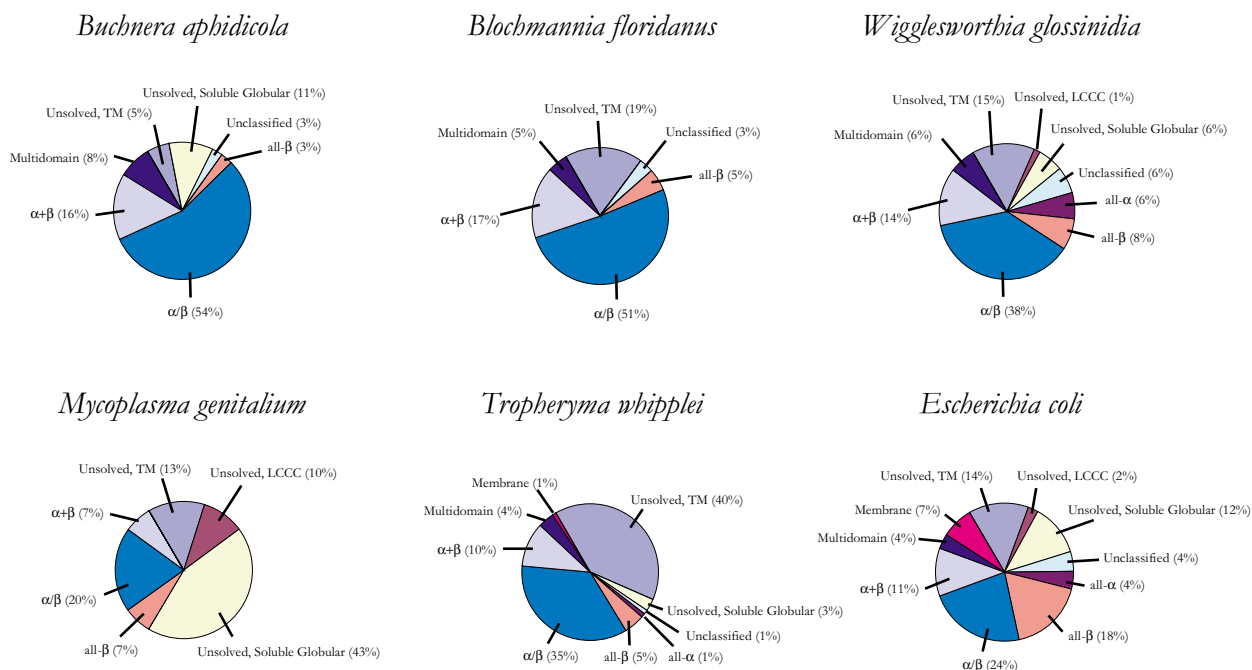 Buchnera aphidicola
Unsolved, Soluble Globular (11%)
Unsolved, TM (5%)
Unclassified (3%)
all-β (3%)
Multidomain (8%)
α+β (16%)
α/β (54%)
Blochmannia floridanus
Unsolved, TM (19%)
Multidomain (5%)
Unclassified (3%)
all-β (5%)
α+β (17%)
α/β (51%)
Wigglesworthia glossinidia
Unsolved, TM (15%)
Unsolved, LCCC (1%)
Unsolved, Soluble Globular (6%)
Multidomain (6%)
Unclassified (6%)
all-α (6%)
α+β (14%)
all-β (8%)
α/β (38%)
Mycoplasma genitalium
Unsolved, TM (13%)
Unsolved, LCCC (10%)
α+β (7%)
α/β (20%)
all-β (7%)
Unsolved, Soluble Globular (43%)
Tropheryma whipplei
Membrane (1%)
Unsolved, TM (40%)
Multidomain (4%)
α+β (10%)
Unsolved, Soluble Globular (3%)
Unclassified (1%)
α/β (35%)
all-β (5%)
all-α (1%)
Escherichia coli
Unsolved, TM (14%)
Unsolved, LCCC (2%)
Membrane (7%)
Unsolved, Soluble Globular (12%)
Multidomain (4%)
Unclassified (4%)
α+β (11%)
all-α (4%)
all-β (18%)
α/β (24%)